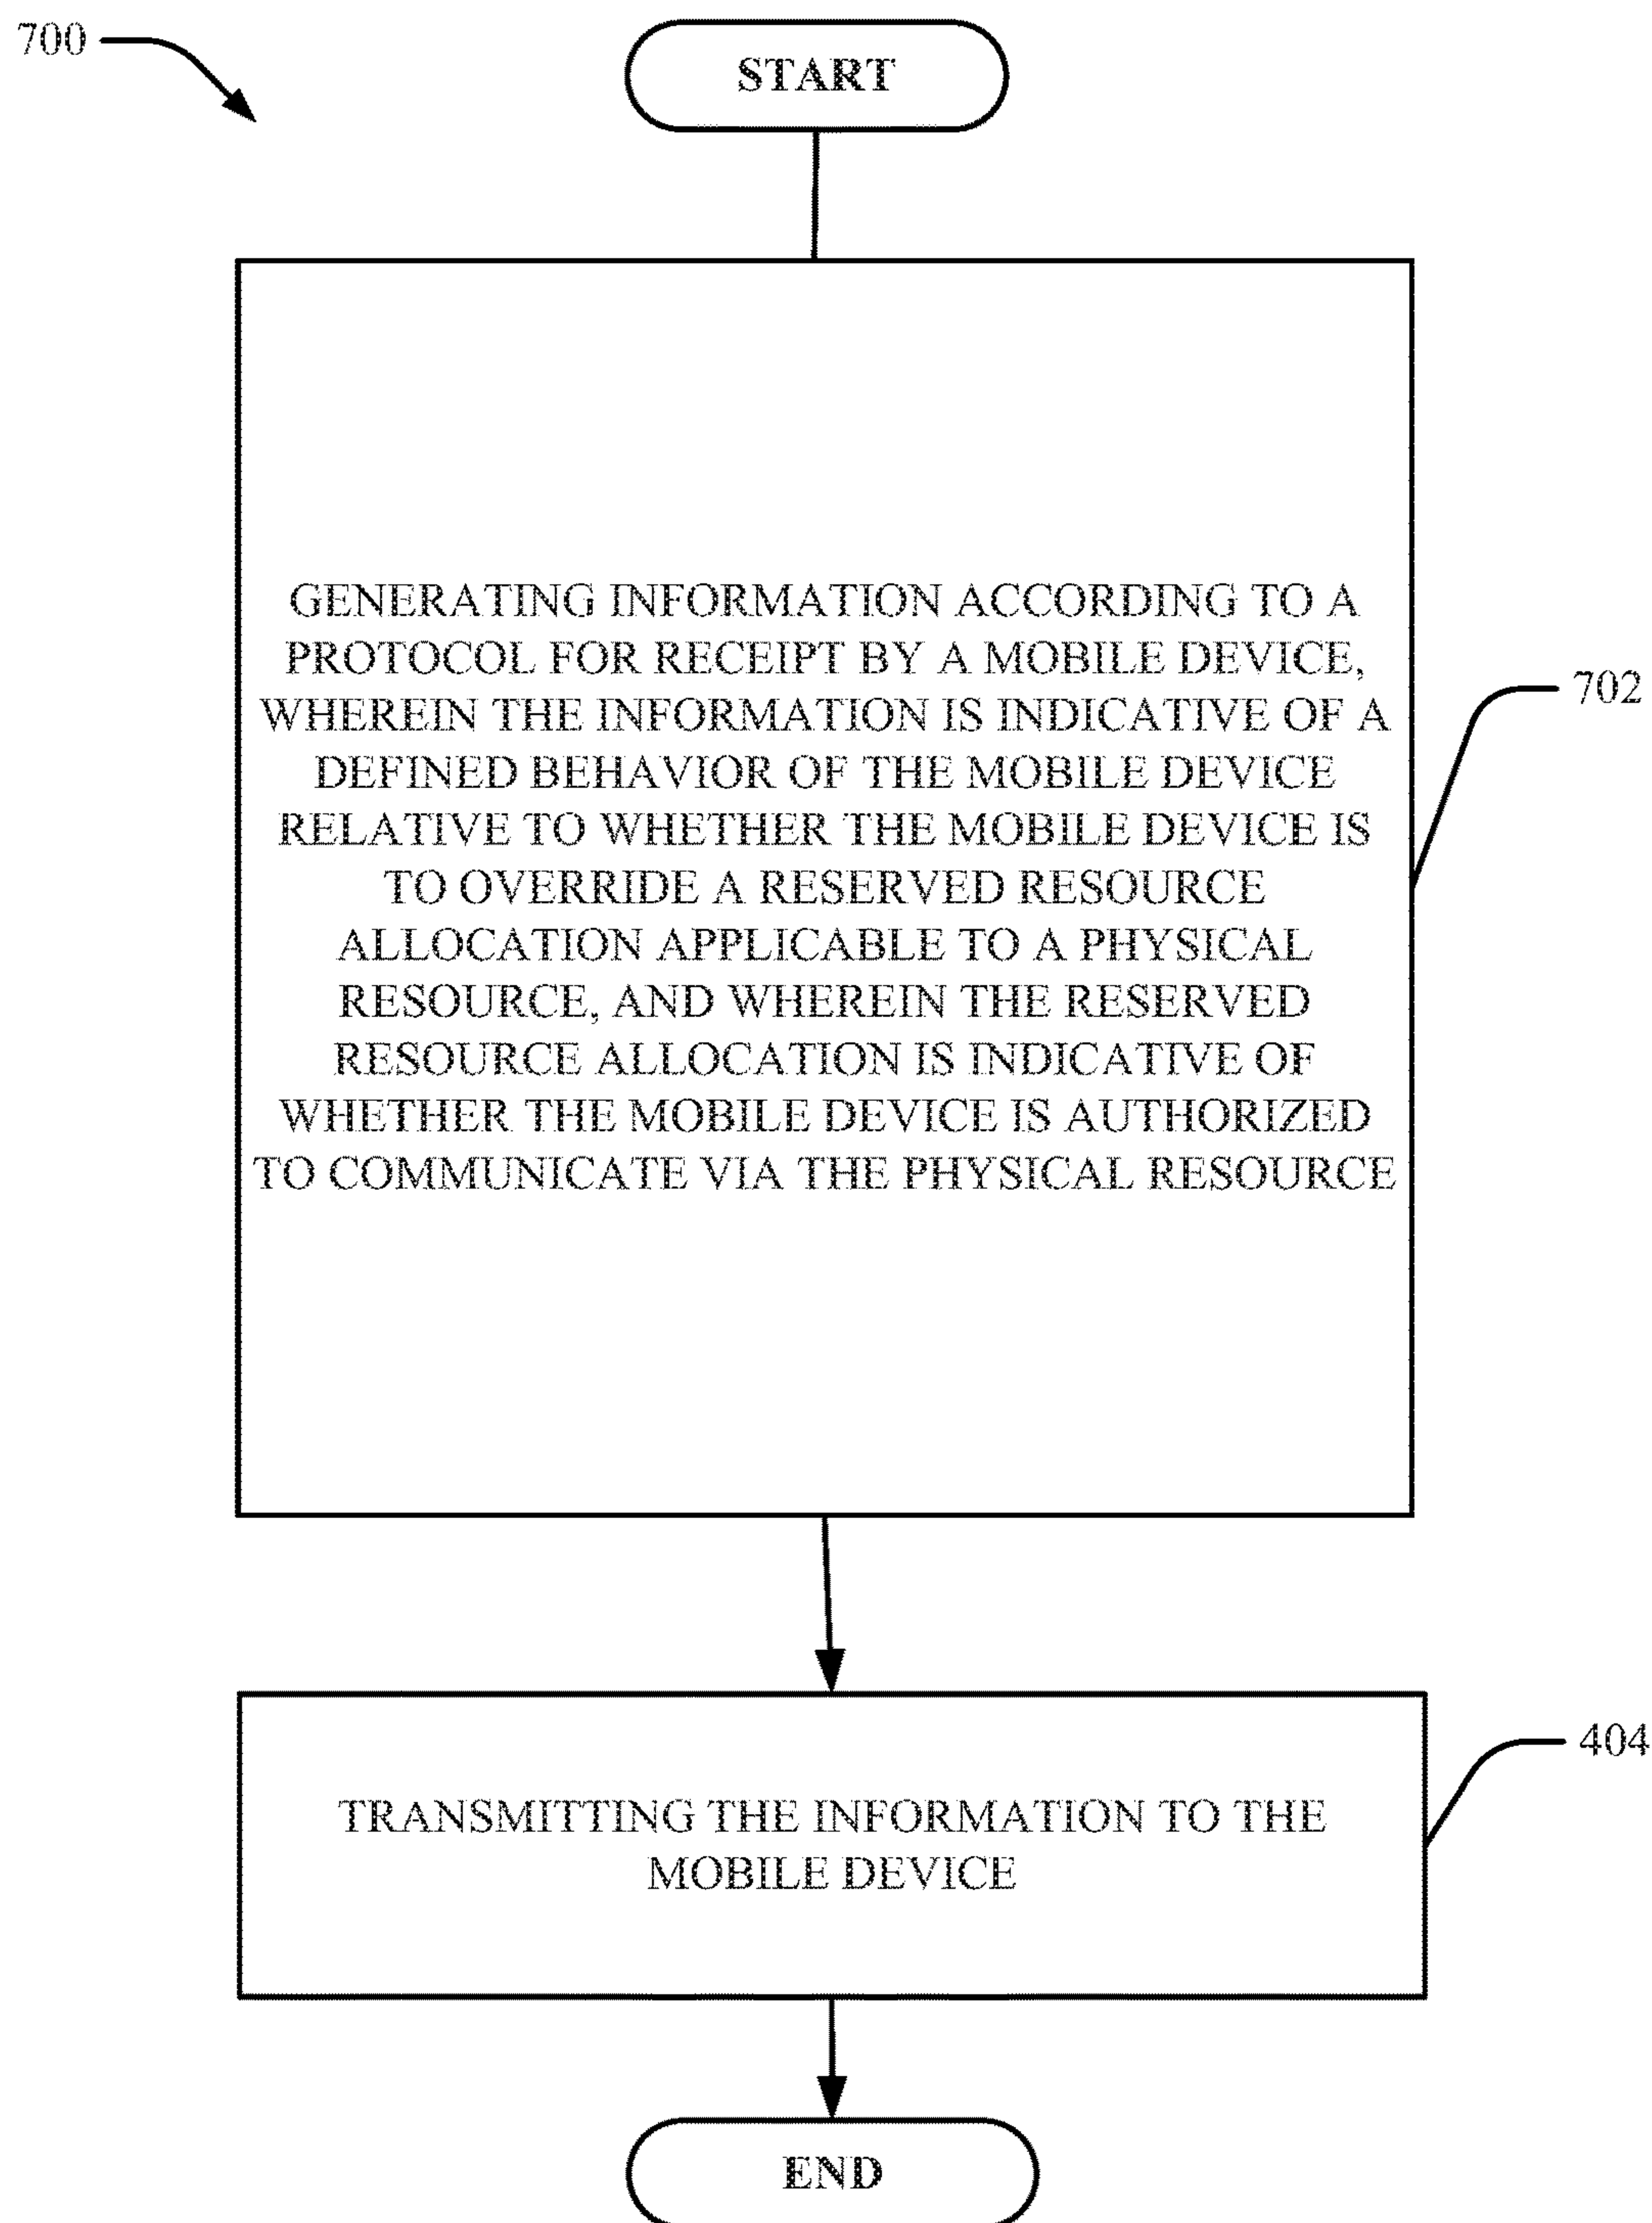 700
START
GENERATING INFORMATION ACCORDING TO A
PROTOCOL FOR RECEIPT BY A MOBILE DEVICE,
WHEREIN THE INFORMATION IS INDICATIVE OF A
DEFINED BEHAVIOR OF THE MOBILE DEVICE
RELATIVE TO WHETHER THE MOBILE DEVICE IS
TO OVERRIDE A RESERVED RESOURCE
ALLOCATION APPLICABLE TO A PHYSICAL
RESOURCE, AND WHEREIN THE RESERVED
RESOURCE ALLOCATION IS INDICATIVE OF
WHETHER THE MOBILE DEVICE IS AUTHORIZED
TO COMMUNICATE VIA THE PHYSICAL RESOURCE
702
TRANSMITTING THE INFORMATION TO THE
MOBILE DEVICE
404
END